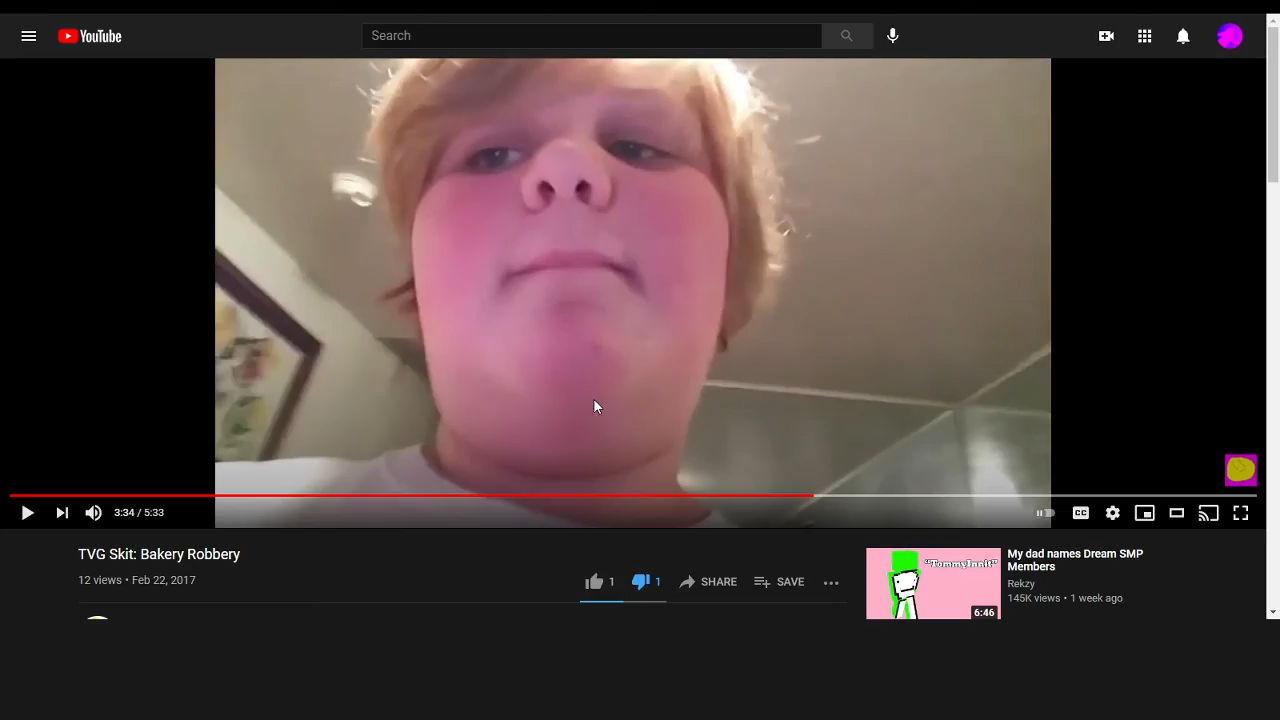 YouTube
Search
3:34 / 5:33
CC
TVG Skit: Bakery Robbery
12 views • Feb 22, 2017
1
1
SHARE
SAVE
"TommyInnit"
6:46
My dad names Dream SMP
Members
Rekzy
145K views • 1 week ago